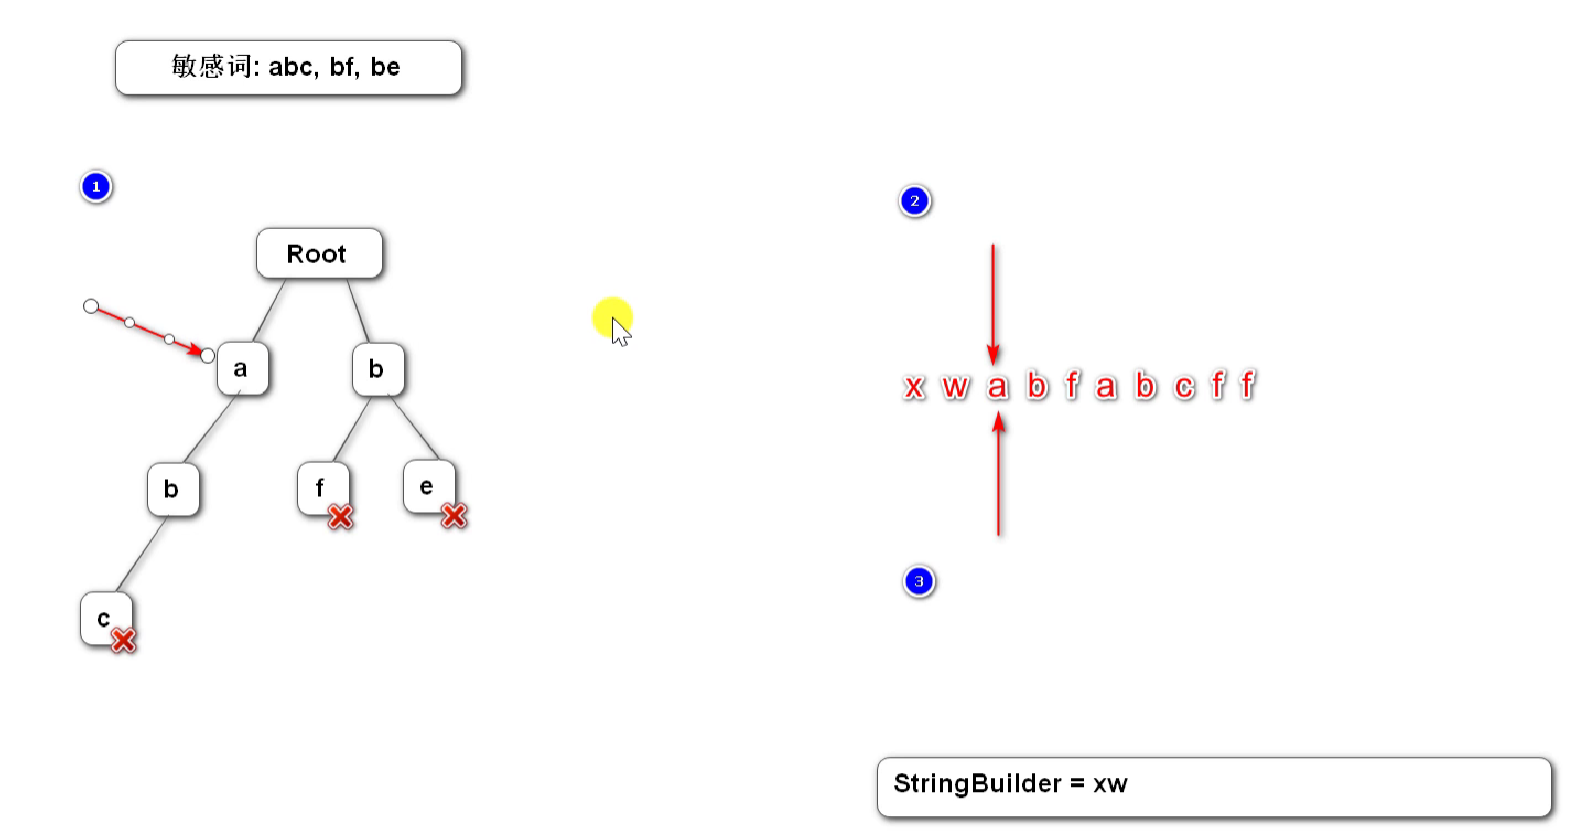 敏感词: abc, bf, be
1
Root
a
b
b
f
e
c
2
x w a b f a b c f f
3
StringBuilder = xw